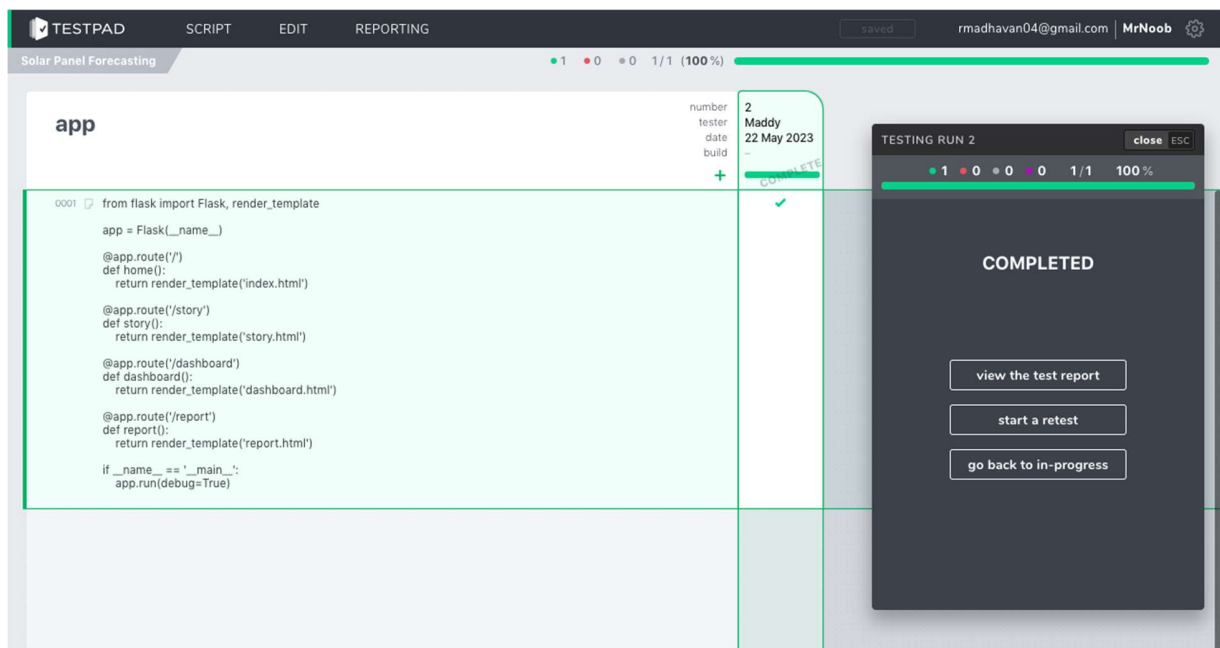 TESTPAD SCRIPT EDIT REPORTING saved rmadhavan04@gmail.com MrNoob
Solar Panel Forecasting 1 0 0 1/1 (100%)
app
number 2
tester Maddy
date 22 May 2023
build –
+ COMPLETE
0001 from flask import Flask, render_template
app = Flask(__name__)
@app.route('/')
def home():
return render_template('index.html')
@app.route('/story')
def story():
return render_template('story.html')
@app.route('/dashboard')
def dashboard():
return render_template('dashboard.html')
@app.route('/report')
def report():
return render_template('report.html')
if __name__ == '__main__':
app.run(debug=True)
TESTING RUN 2 close ESC
1 0 0 0 1/1 100%
COMPLETED
view the test report
start a retest
go back to in-progress